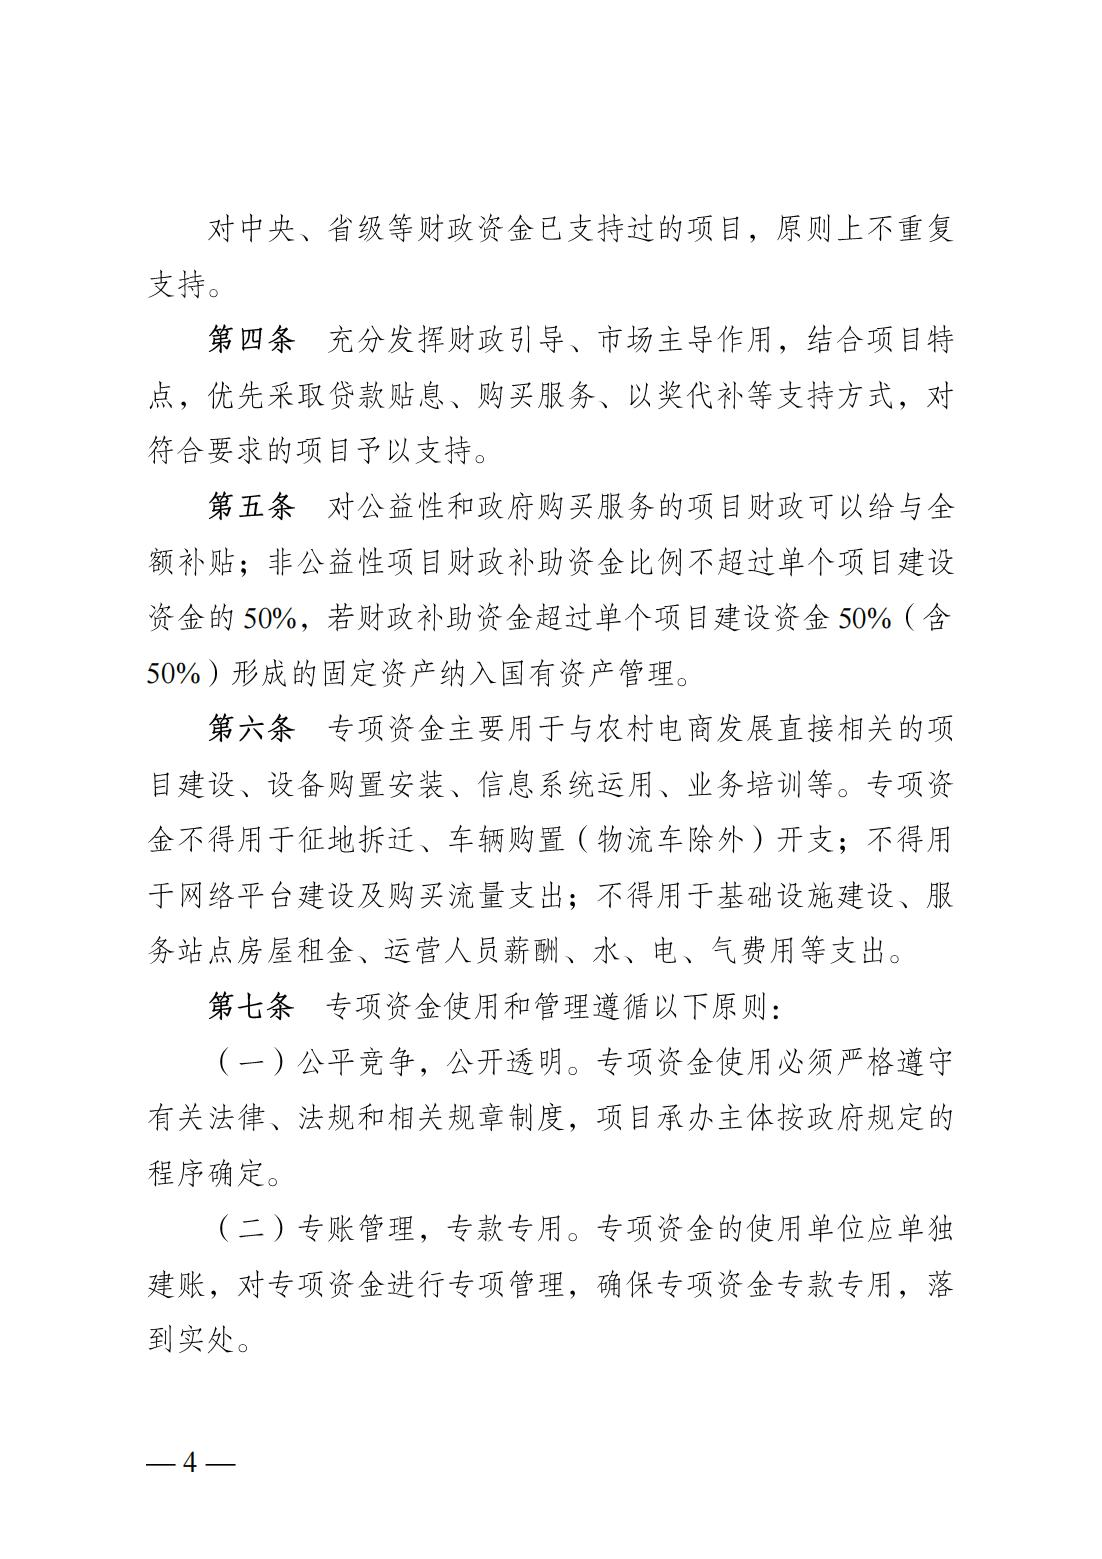 对中央、省级等财政资金已支持过的项目，原则上不重复
支持。
第四条　充分发挥财政引导、市场主导作用，结合项目特
点，优先采取贷款贴息、购买服务、以奖代补等支持方式，对
符合要求的项目予以支持。
第五条　对公益性和政府购买服务的项目财政可以给与全
额补贴；非公益性项目财政补助资金比例不超过单个项目建设
资金的 50%，若财政补助资金超过单个项目建设资金 50%（含
50%）形成的固定资产纳入国有资产管理。
第六条　专项资金主要用于与农村电商发展直接相关的项
目建设、设备购置安装、信息系统运用、业务培训等。专项资
金不得用于征地拆迁、车辆购置（物流车除外）开支；不得用
于网络平台建设及购买流量支出；不得用于基础设施建设、服
务站点房屋租金、运营人员薪酬、水、电、气费用等支出。
第七条　专项资金使用和管理遵循以下原则：
（一）公平竞争，公开透明。专项资金使用必须严格遵守
有关法律、法规和相关规章制度，项目承办主体按政府规定的
程序确定。
（二）专账管理，专款专用。专项资金的使用单位应单独
建账，对专项资金进行专项管理，确保专项资金专款专用，落
到实处。
— 4 —